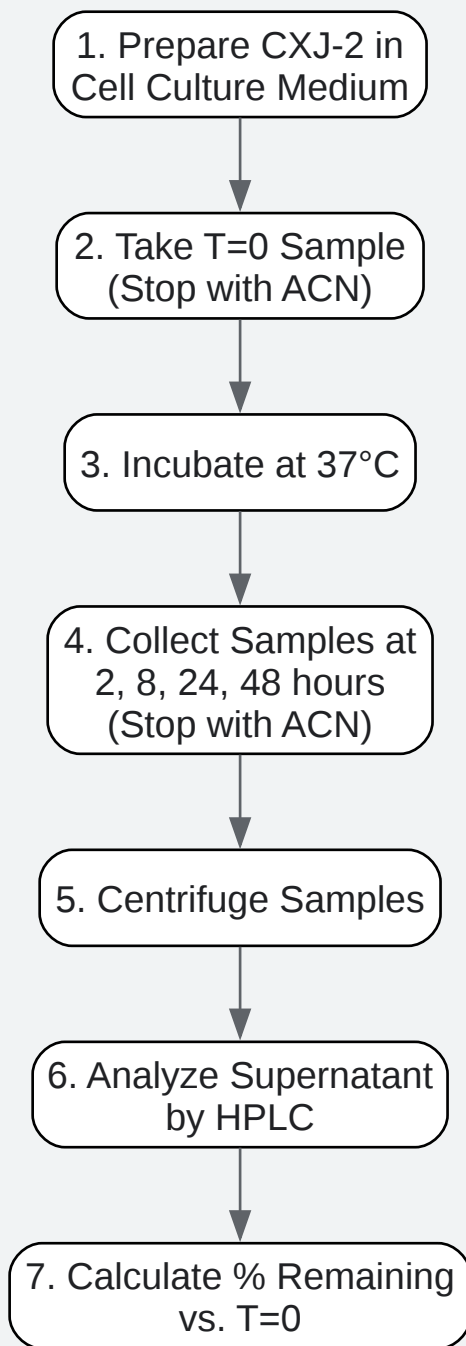 1. Prepare CXJ-2 in
Cell Culture Medium
2. Take T=0 Sample
(Stop with ACN)
3. Incubate at 37°C
4. Collect Samples at
2, 8, 24, 48 hours
(Stop with ACN)
5. Centrifuge Samples
6. Analyze Supernatant
by HPLC
7. Calculate % Remaining
vs. T=0